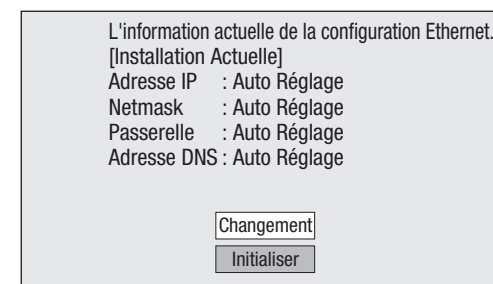 L'information actuelle de la configuration Ethernet.
[Installation Actuelle]
Adresse IP : Auto Réglage
Netmask : Auto Réglage
Passerelle : Auto Réglage
Adresse DNS : Auto Réglage
Changement
Initialiser